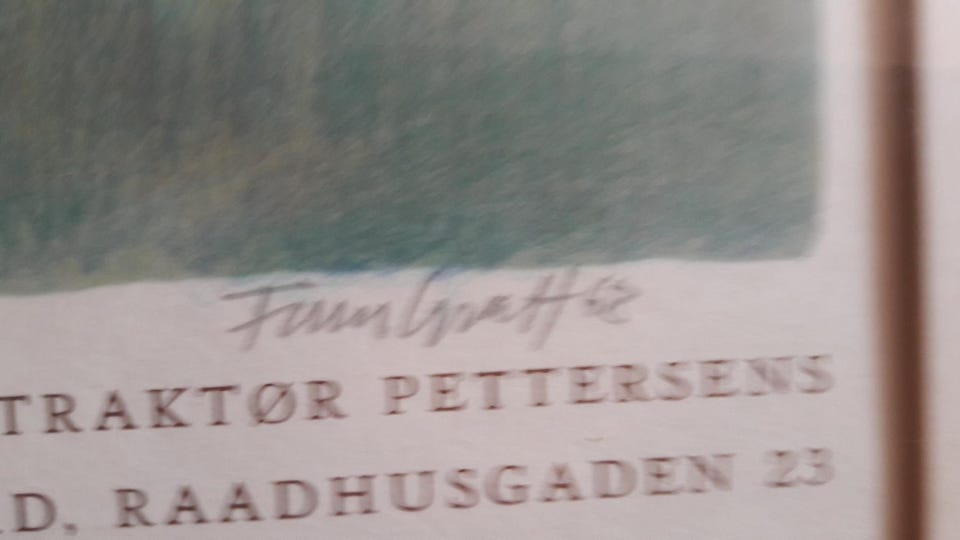 Finn Graff
TRAKTØR PETTERSENS
RAADHUSGADEN 23